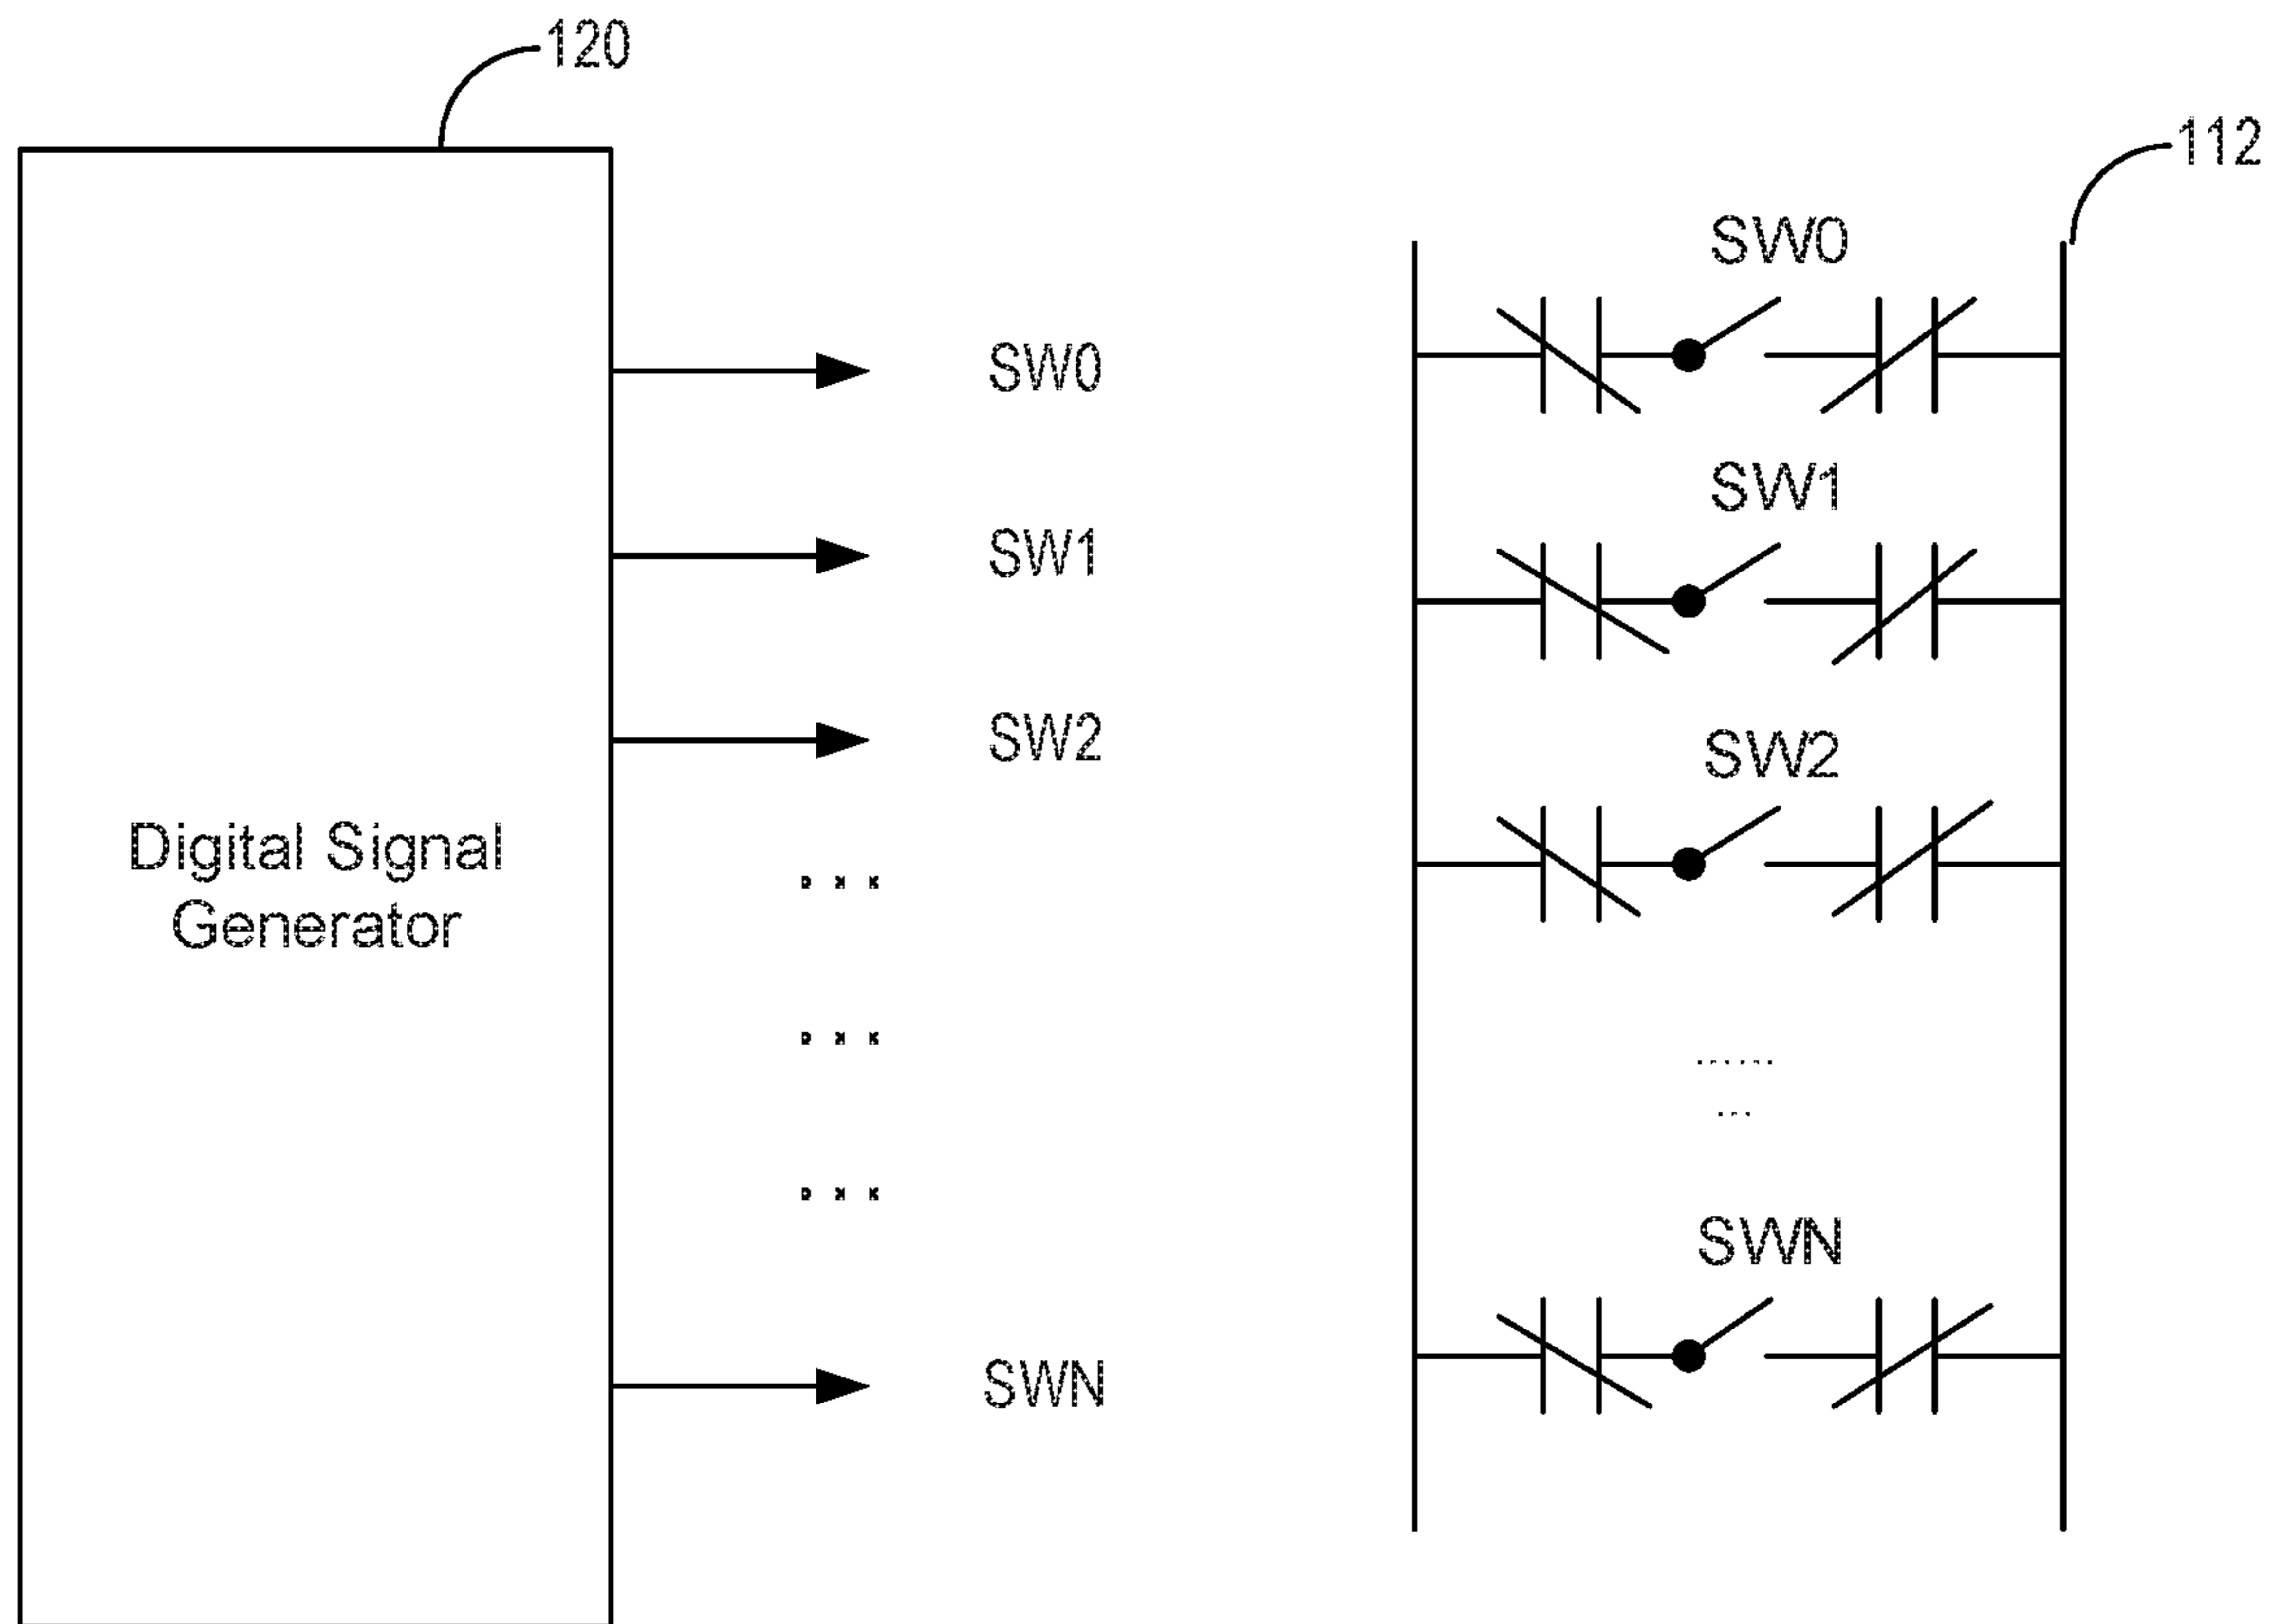 120
112
SW0
SW0
SW1
SW1
SW2
SW2
Digital Signal
Generator
...
...
......
...
...
SWN
SWN